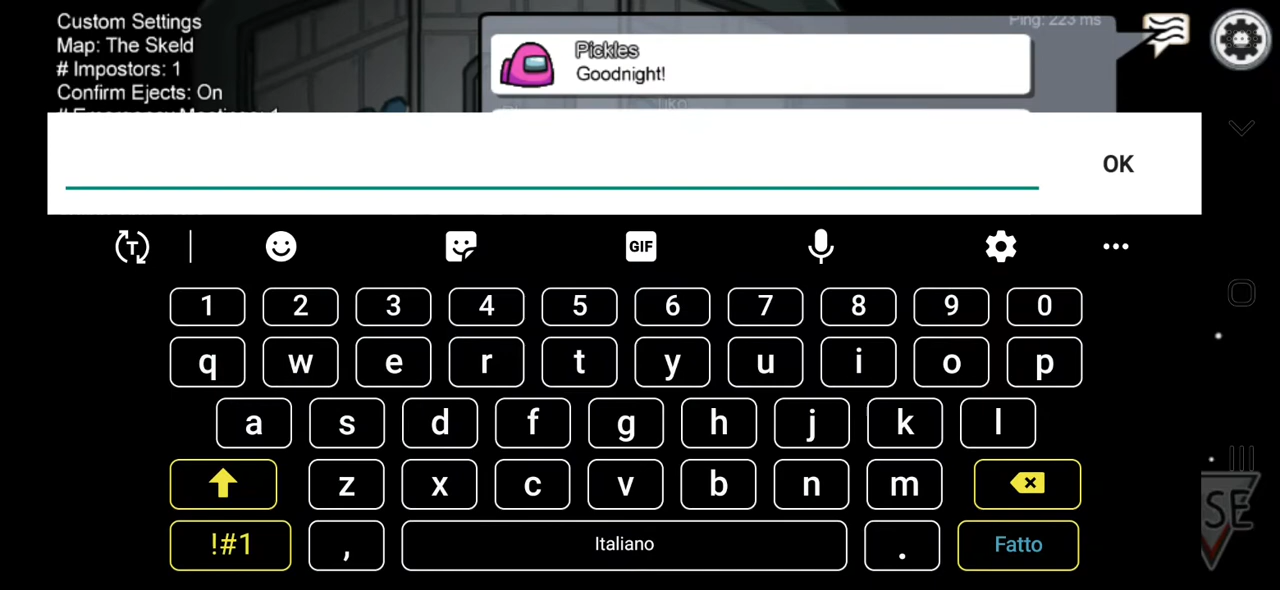 Custom Settings
Map: The Skeld
# Impostors: 1
Confirm Ejects: On
Ping: 223 ms
Pickles
Goodnight!
OK
T
GIF
1 2 3 4 5 6 7 8 9 0
q w e r t y u i o p
a s d f g h j k l
z x c v b n m
!#1 , Italiano . Fatto
SE